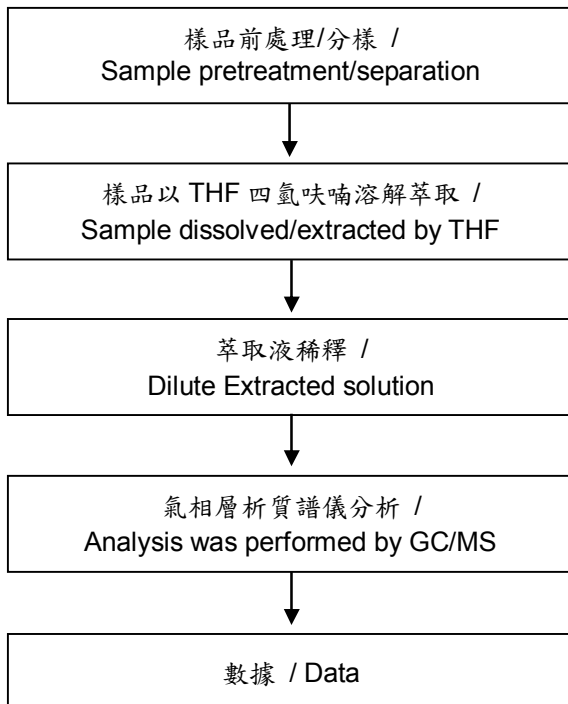 樣品前處理/分樣 /
Sample pretreatment/separation
樣品以 THF 四氫呋喃溶解萃取 /
Sample dissolved/extracted by THF
萃取液稀釋 /
Dilute Extracted solution
氣相層析質譜儀分析 /
Analysis was performed by GC/MS
數據 / Data